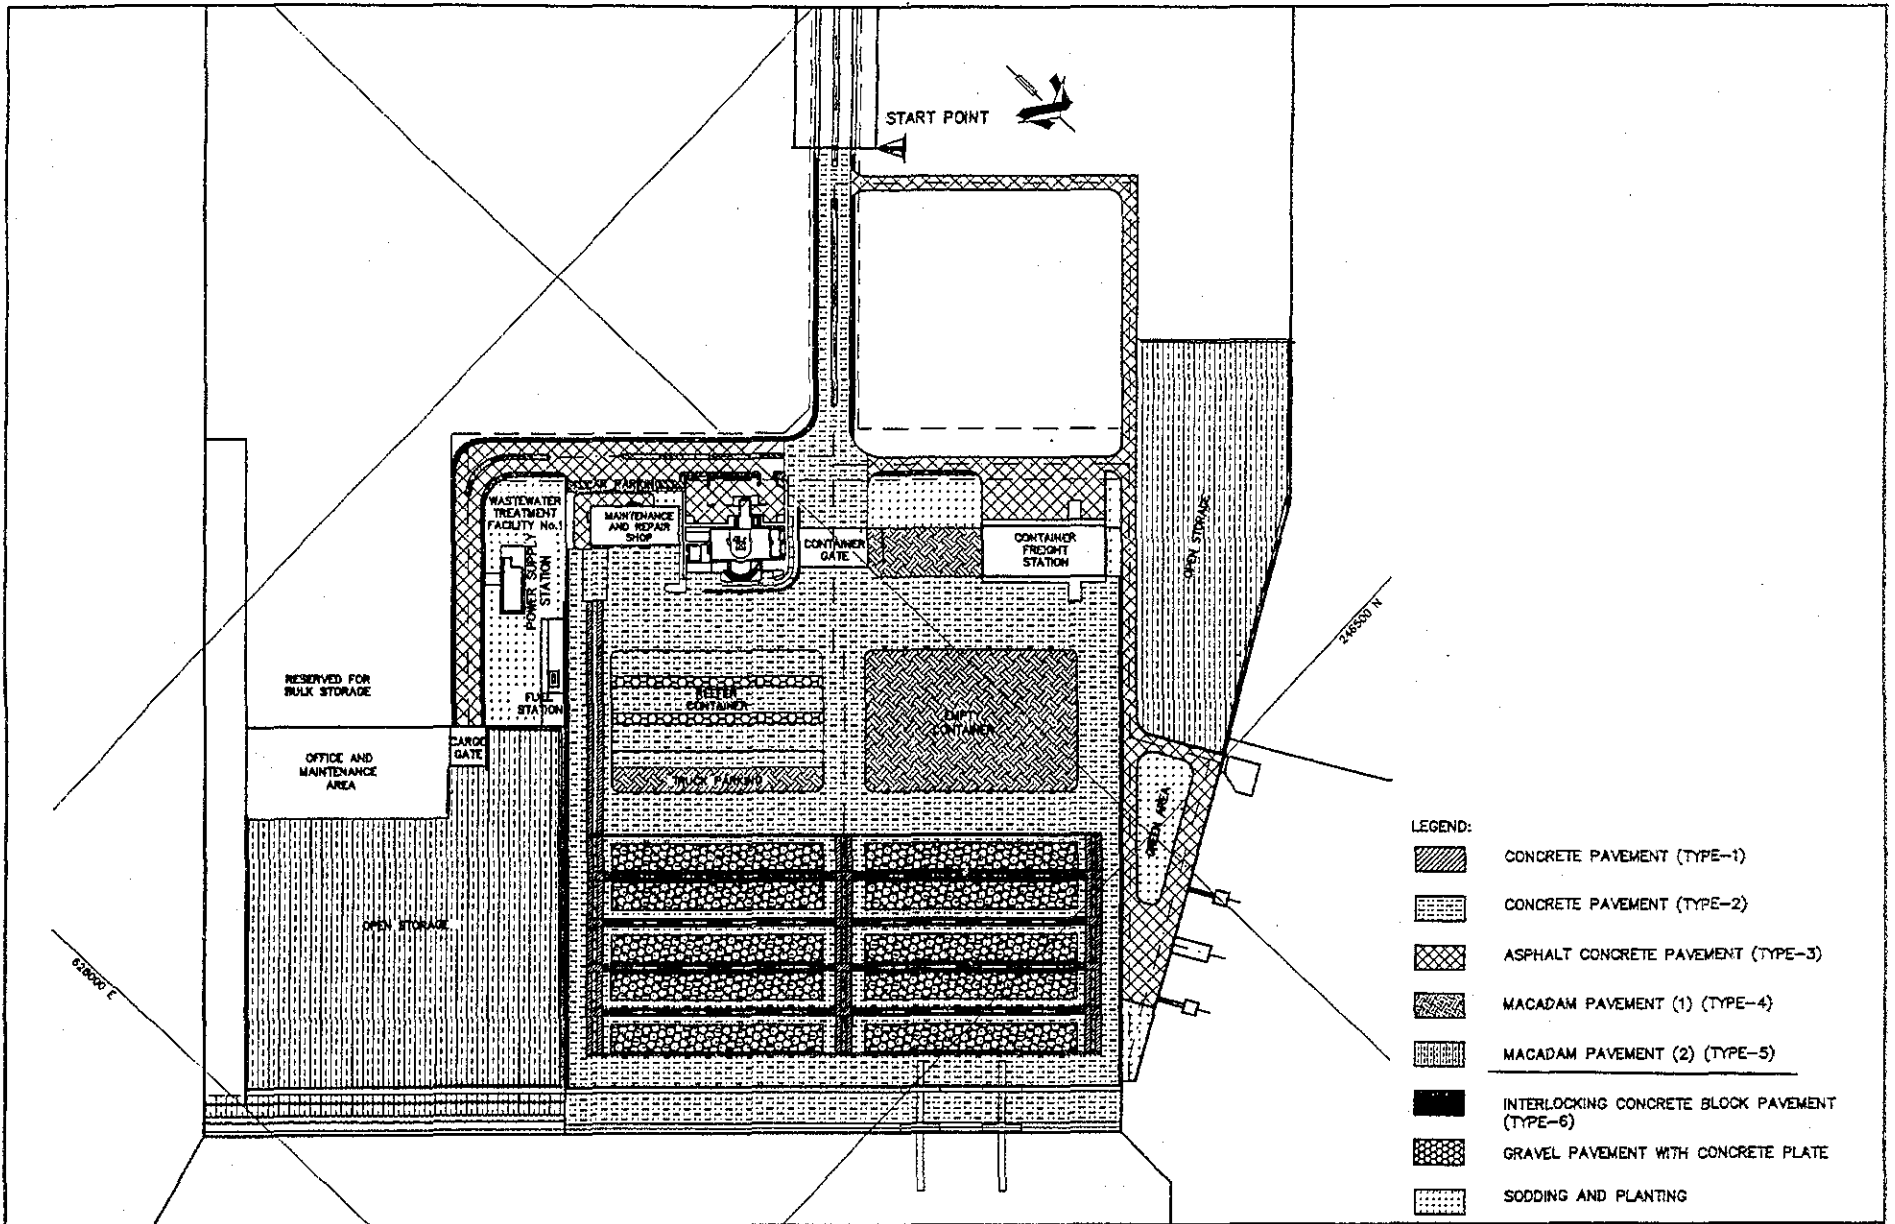 START POINT
CAR PARKING
WASTEWATER
TREATMENT
FACILITY No.1
MAINTENANCE
AND REPAIR
SHOP
CONTAINER
GATE
CONTAINER
FREIGHT
STATION
OPEN STORAGE
POWER SUPPLY
STATION
246500 N
RESERVED FOR
BULK STORAGE
FUEL
STATION
REEFER
CONTAINER
EMPTY
CONTAINER
CARGO
GATE
OFFICE AND
MAINTENANCE
AREA
TRUCK PARKING
GREEN AREA
OPEN STORAGE
628000 E
LEGEND:
CONCRETE PAVEMENT (TYPE-1)
CONCRETE PAVEMENT (TYPE-2)
ASPHALT CONCRETE PAVEMENT (TYPE-3)
MACADAM PAVEMENT (1) (TYPE-4)
MACADAM PAVEMENT (2) (TYPE-5)
INTERLOCKING CONCRETE BLOCK PAVEMENT
(TYPE-6)
GRAVEL PAVEMENT WITH CONCRETE PLATE
SODDING AND PLANTING